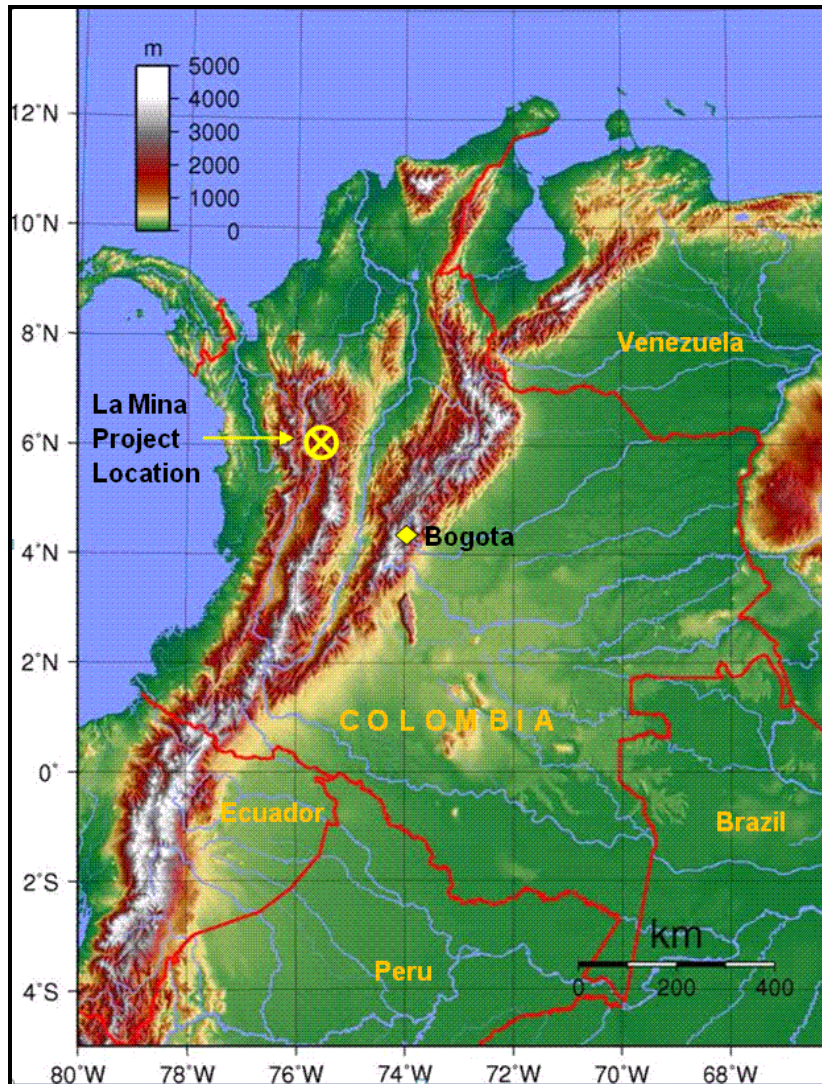 m
5000
4000
3000
2000
1000
0
12°N
10°N
8°N
6°N
4°N
2°N
0°
2°S
4°S
Venezuela
La Mina
Project
Location
Bogota
COLOMBIA
Ecuador
Brazil
Peru
km
0 200 400
80°W 78°W 76°W 74°W 72°W 70°W 68°W